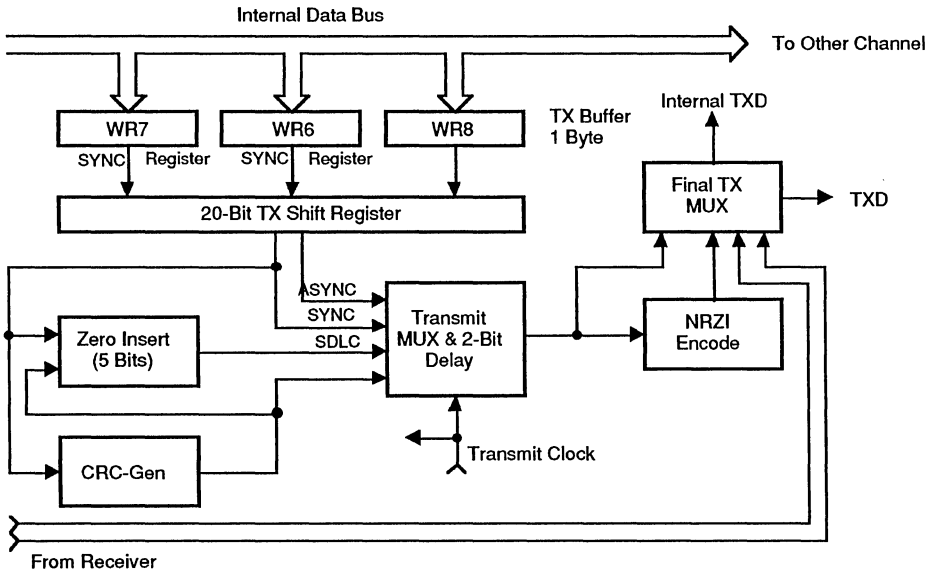 Internal Data Bus
To Other Channel
WR7
WR6
WR8
TX Buffer
1 Byte
Internal TXD
SYNC Register
SYNC Register
Final TX
MUX
TXD
20-Bit TX Shift Register
ASYNC
SYNC
SDLC
Zero Insert
(5 Bits)
Transmit
MUX & 2-Bit
Delay
NRZI
Encode
CRC-Gen
Transmit Clock
From Receiver